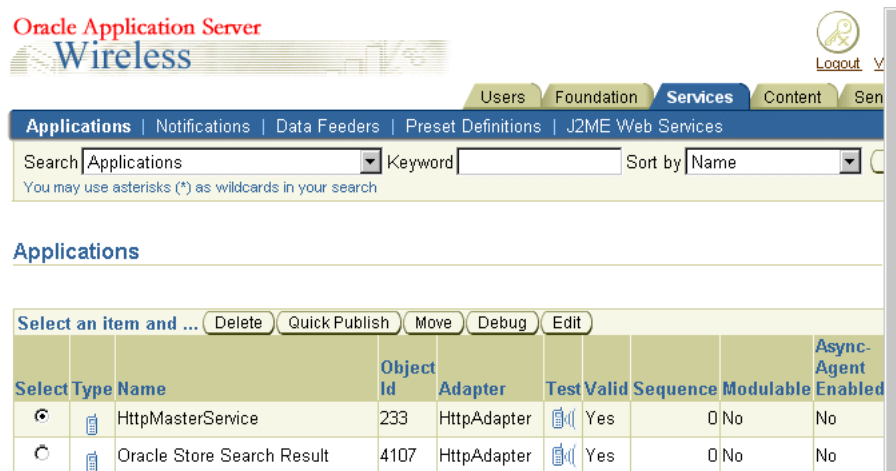 Oracle Application Server
Wireless
Logout
Users Foundation Services Content Sen
Applications | Notifications | Data Feeders | Preset Definitions | J2ME Web Services
Search Applications Keyword Sort by Name
You may use asterisks (*) as wildcards in your search
Applications
Select an item and ... Delete Quick Publish Move Debug Edit
Select Type Name Object Id Adapter Test Valid Sequence Modulable Async-Agent Enabled
HttpMasterService 233 HttpAdapter Yes 0 No No
Oracle Store Search Result 4107 HttpAdapter Yes 0 No No